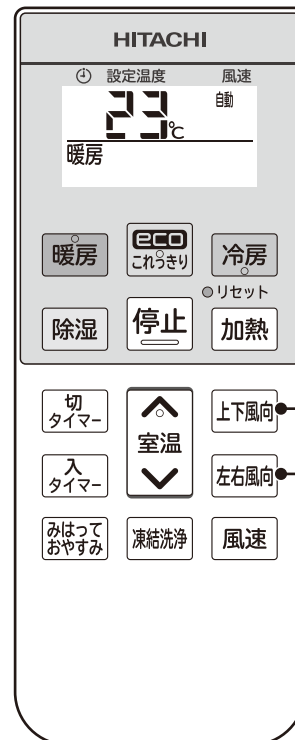 HITACHI
設定温度 風速
23℃ 自動
暖房
暖房 eco これっきり 冷房
リセット
除湿 停止 加熱
切タイマー 上下風向
室温
入タイマー 左右風向
みはっておやすみ 凍結洗浄 風速